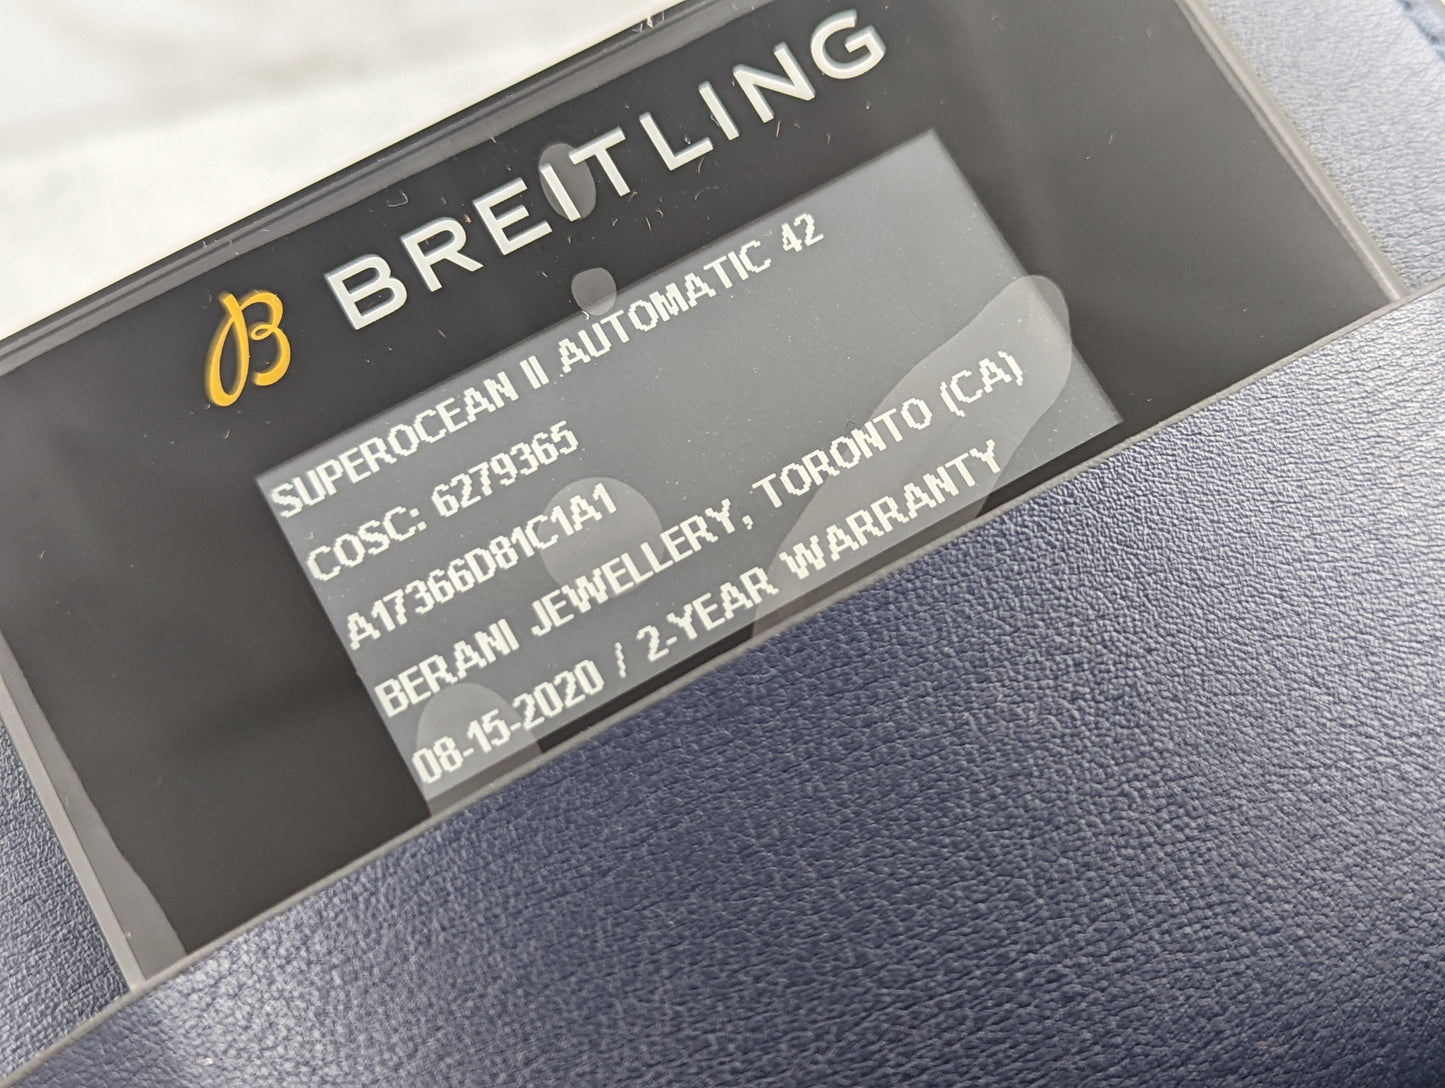 B BREITLING
SUPEROCEAN II AUTOMATIC 42
COSC: 6279365
A17366D81C1A1
BERANI JEWELLERY, TORONTO (CA)
08-15-2020 / 2-YEAR WARRANTY